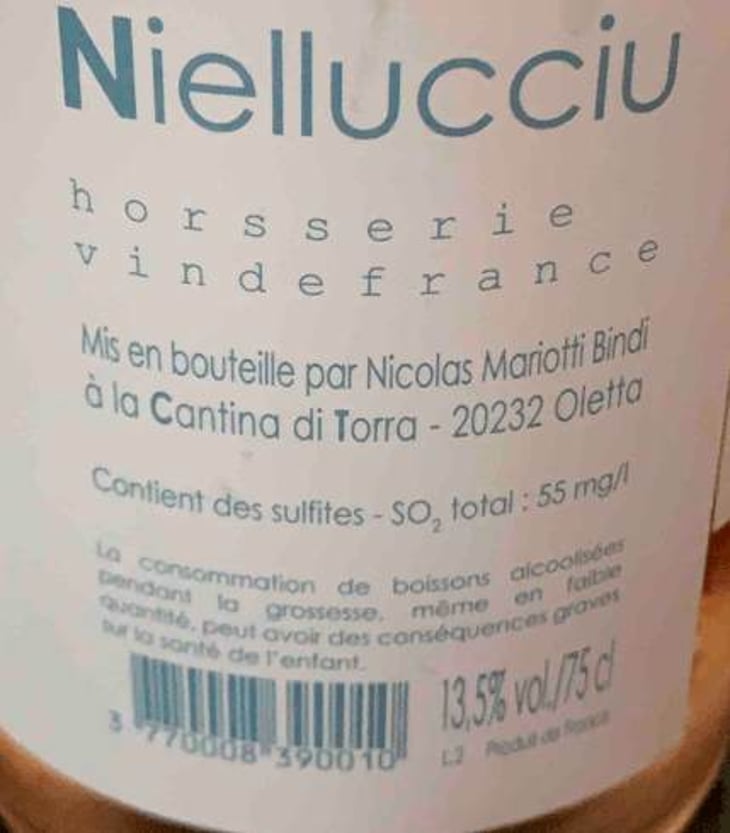 Niellucciu
horsserie
vindefrance
Mis en bouteille par Nicolas Mariotti Bindi
à la Cantina di Torra - 20232 Oletta
Contient des sulfites - SO₂ total : 55 mg/l
La consommation de boissons alcoolisées
pendant la grossesse, même en faible
quantité, peut avoir des conséquences graves
sur la santé de l'enfant.
13,5% vol./75 cl
3 770008 390010
L2 Produit de France